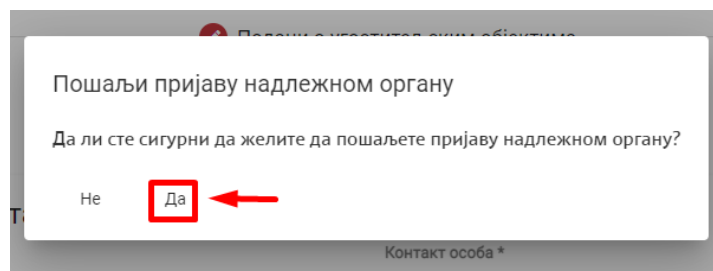 Пошаљи пријаву надлежном органу
Да ли сте сигурни да желите да пошаљете пријаву надлежном органу?
Не Да
Контакт особа *